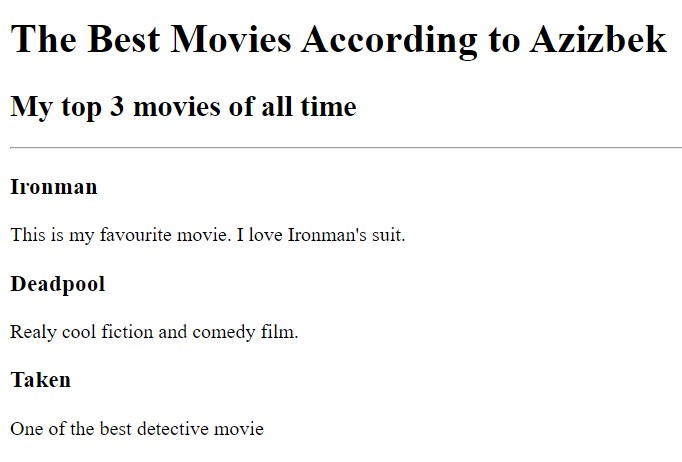 The Best Movies According to Azizbek
My top 3 movies of all time
Ironman
This is my favourite movie. I love Ironman's suit.
Deadpool
Realy cool fiction and comedy film.
Taken
One of the best detective movie